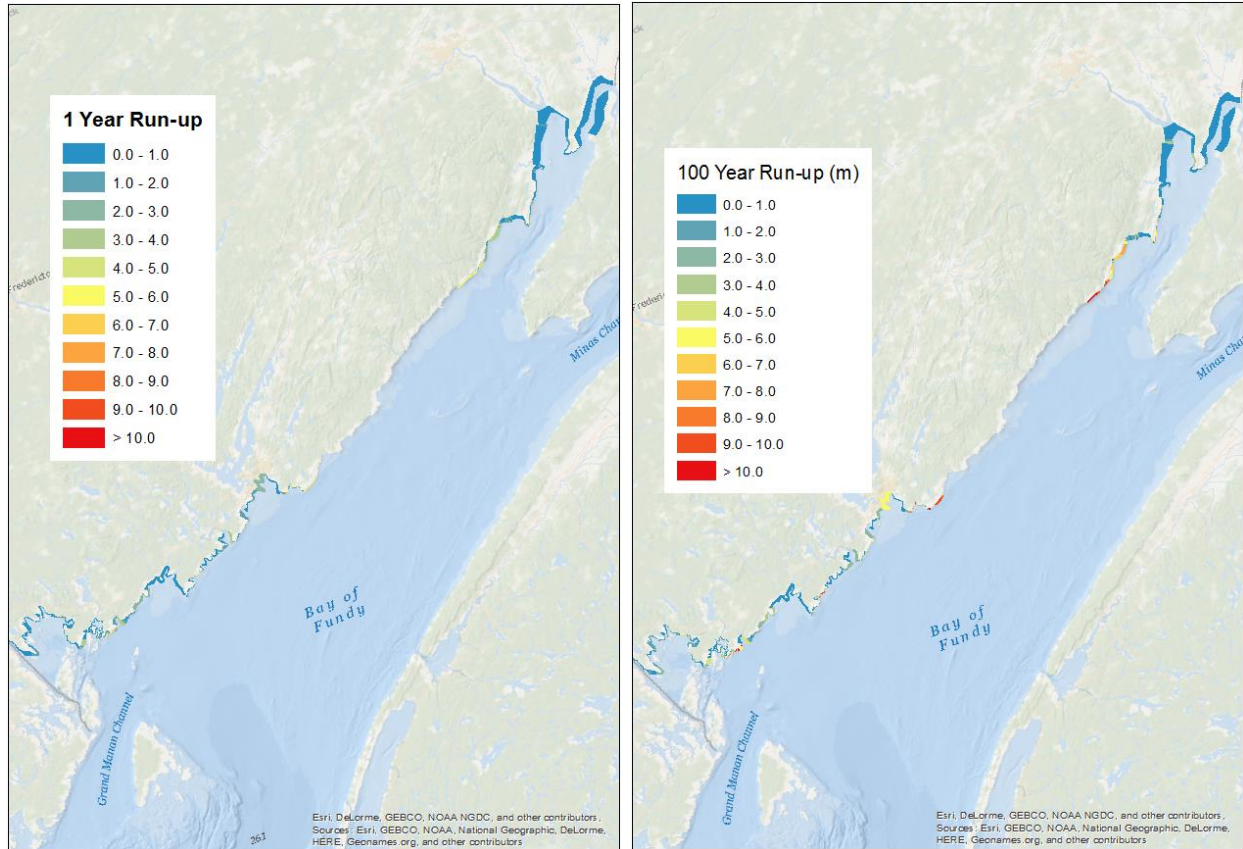 1 Year Run-up
0.0 - 1.0
1.0 - 2.0
2.0 - 3.0
3.0 - 4.0
4.0 - 5.0
5.0 - 6.0
6.0 - 7.0
7.0 - 8.0
8.0 - 9.0
9.0 - 10.0
> 10.0
Fredericto
Minas Cha
Bay of
Fundy
Grand Manan Channel
Esri, DeLorme, GEBCO, NOAA NGDC, and other contributors,
Sources: Esri, GEBCO, NOAA, National Geographic, DeLorme,
HERE, Geonames.org, and other contributors
100 Year Run-up (m)
0.0 - 1.0
1.0 - 2.0
2.0 - 3.0
3.0 - 4.0
4.0 - 5.0
5.0 - 6.0
6.0 - 7.0
7.0 - 8.0
8.0 - 9.0
9.0 - 10.0
> 10.0
Minas Cha
Bay of
Fundy
Grand Manan Channel
Esri, DeLorme, GEBCO, NOAA NGDC, and other contributors,
Sources: Esri, GEBCO, NOAA, National Geographic, DeLorme,
HERE, Geonames.org, and other contributors